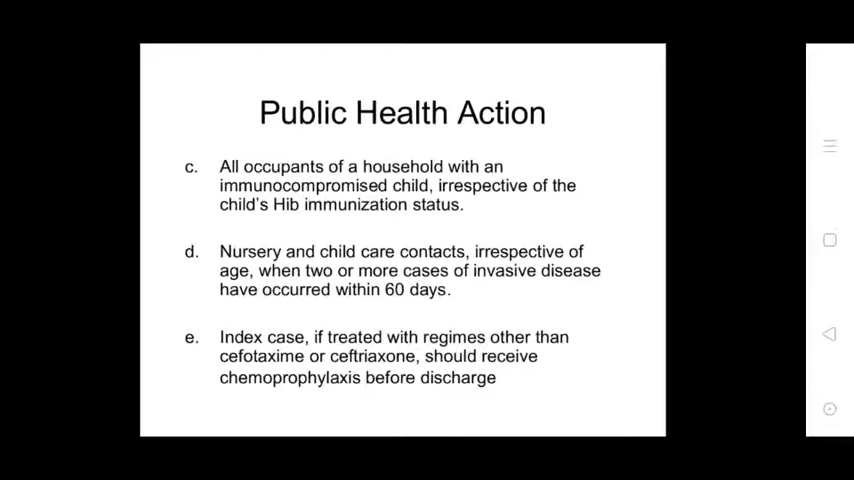 Public Health Action
c. All occupants of a household with an
immunocompromised child, irrespective of the
child's Hib immunization status.
d. Nursery and child care contacts, irrespective of
age, when two or more cases of invasive disease
have occurred within 60 days.
e. Index case, if treated with regimes other than
cefotaxime or ceftriaxone, should receive
chemoprophylaxis before discharge